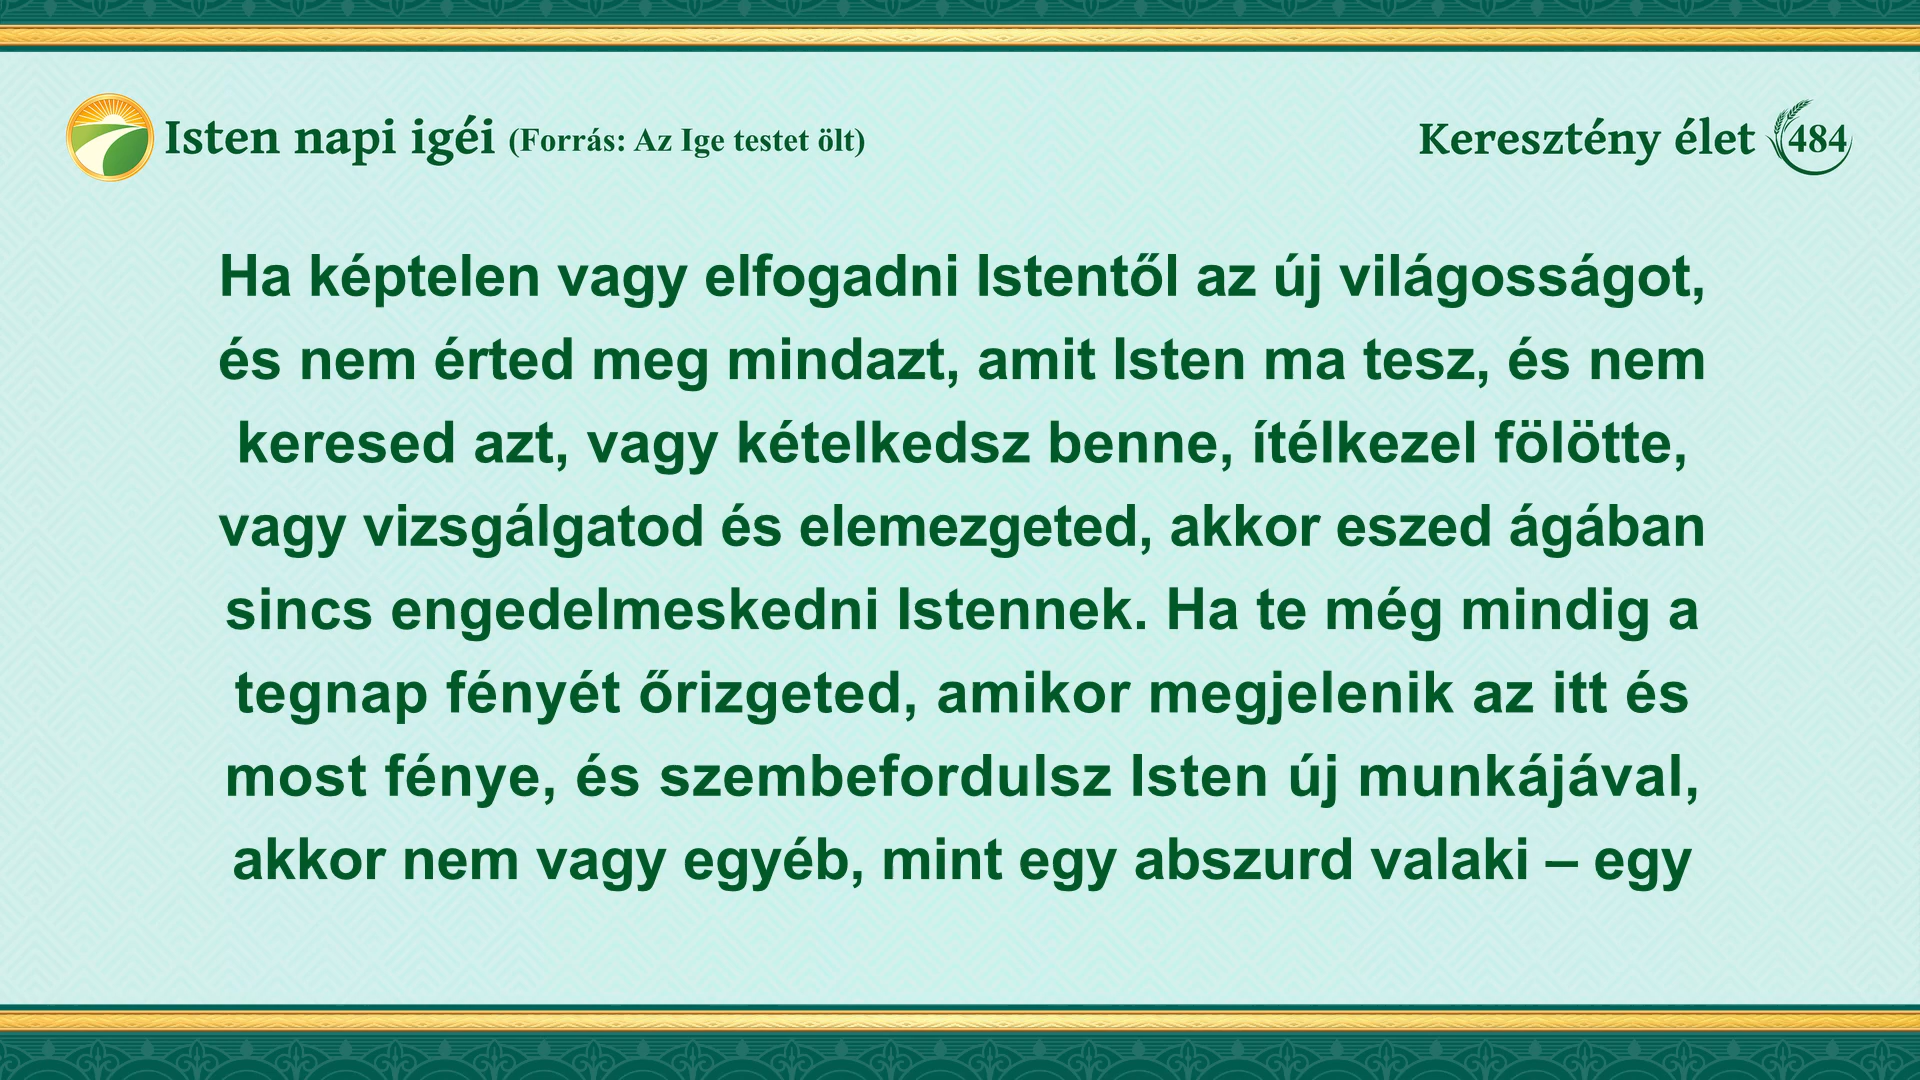 Isten napi igéi (Forrás: Az Ige testet ölt)
Keresztény élet 484
Ha képtelen vagy elfogadni Istentől az új világosságot,
és nem érted meg mindazt, amit Isten ma tesz, és nem
keresed azt, vagy kételkedsz benne, ítélkezel fölötte,
vagy vizsgálgatod és elemezgeted, akkor eszed ágában
sincs engedelmeskedni Istennek. Ha te még mindig a
tegnap fényét őrizgeted, amikor megjelenik az itt és
most fénye, és szembefordulsz Isten új munkájával,
akkor nem vagy egyéb, mint egy abszurd valaki – egy